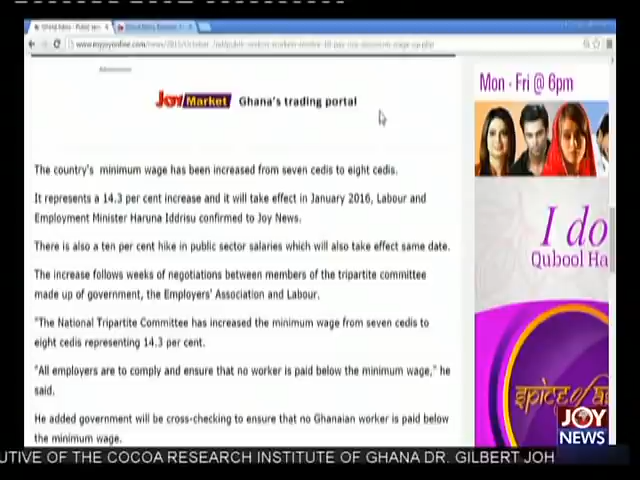 Mon - Fri @ 6pm
JOY Market Ghana's trading portal
The country's minimum wage has been increased from seven cedis to eight cedis.
It represents a 14.3 per cent increase and it will take effect in January 2016, Labour and
Employment Minister Haruna Iddrisu confirmed to Joy News.
There is also a ten per cent hike in public sector salaries which will also take effect same date.
The increase follows weeks of negotiations between members of the tripartite committee
made up of government, the Employers' Association and Labour.
"The National Tripartite Committee has increased the minimum wage from seven cedis to
eight cedis representing 14.3 per cent.
"All employers are to comply and ensure that no worker is paid below the minimum wage," he
said.
He added government will be cross-checking to ensure that no Ghanaian worker is paid below
the minimum wage.
I do
Qubool Ha
spice of
JOY
NEWS
UTIVE OF THE COCOA RESEARCH INSTITUTE OF GHANA DR. GILBERT JOH